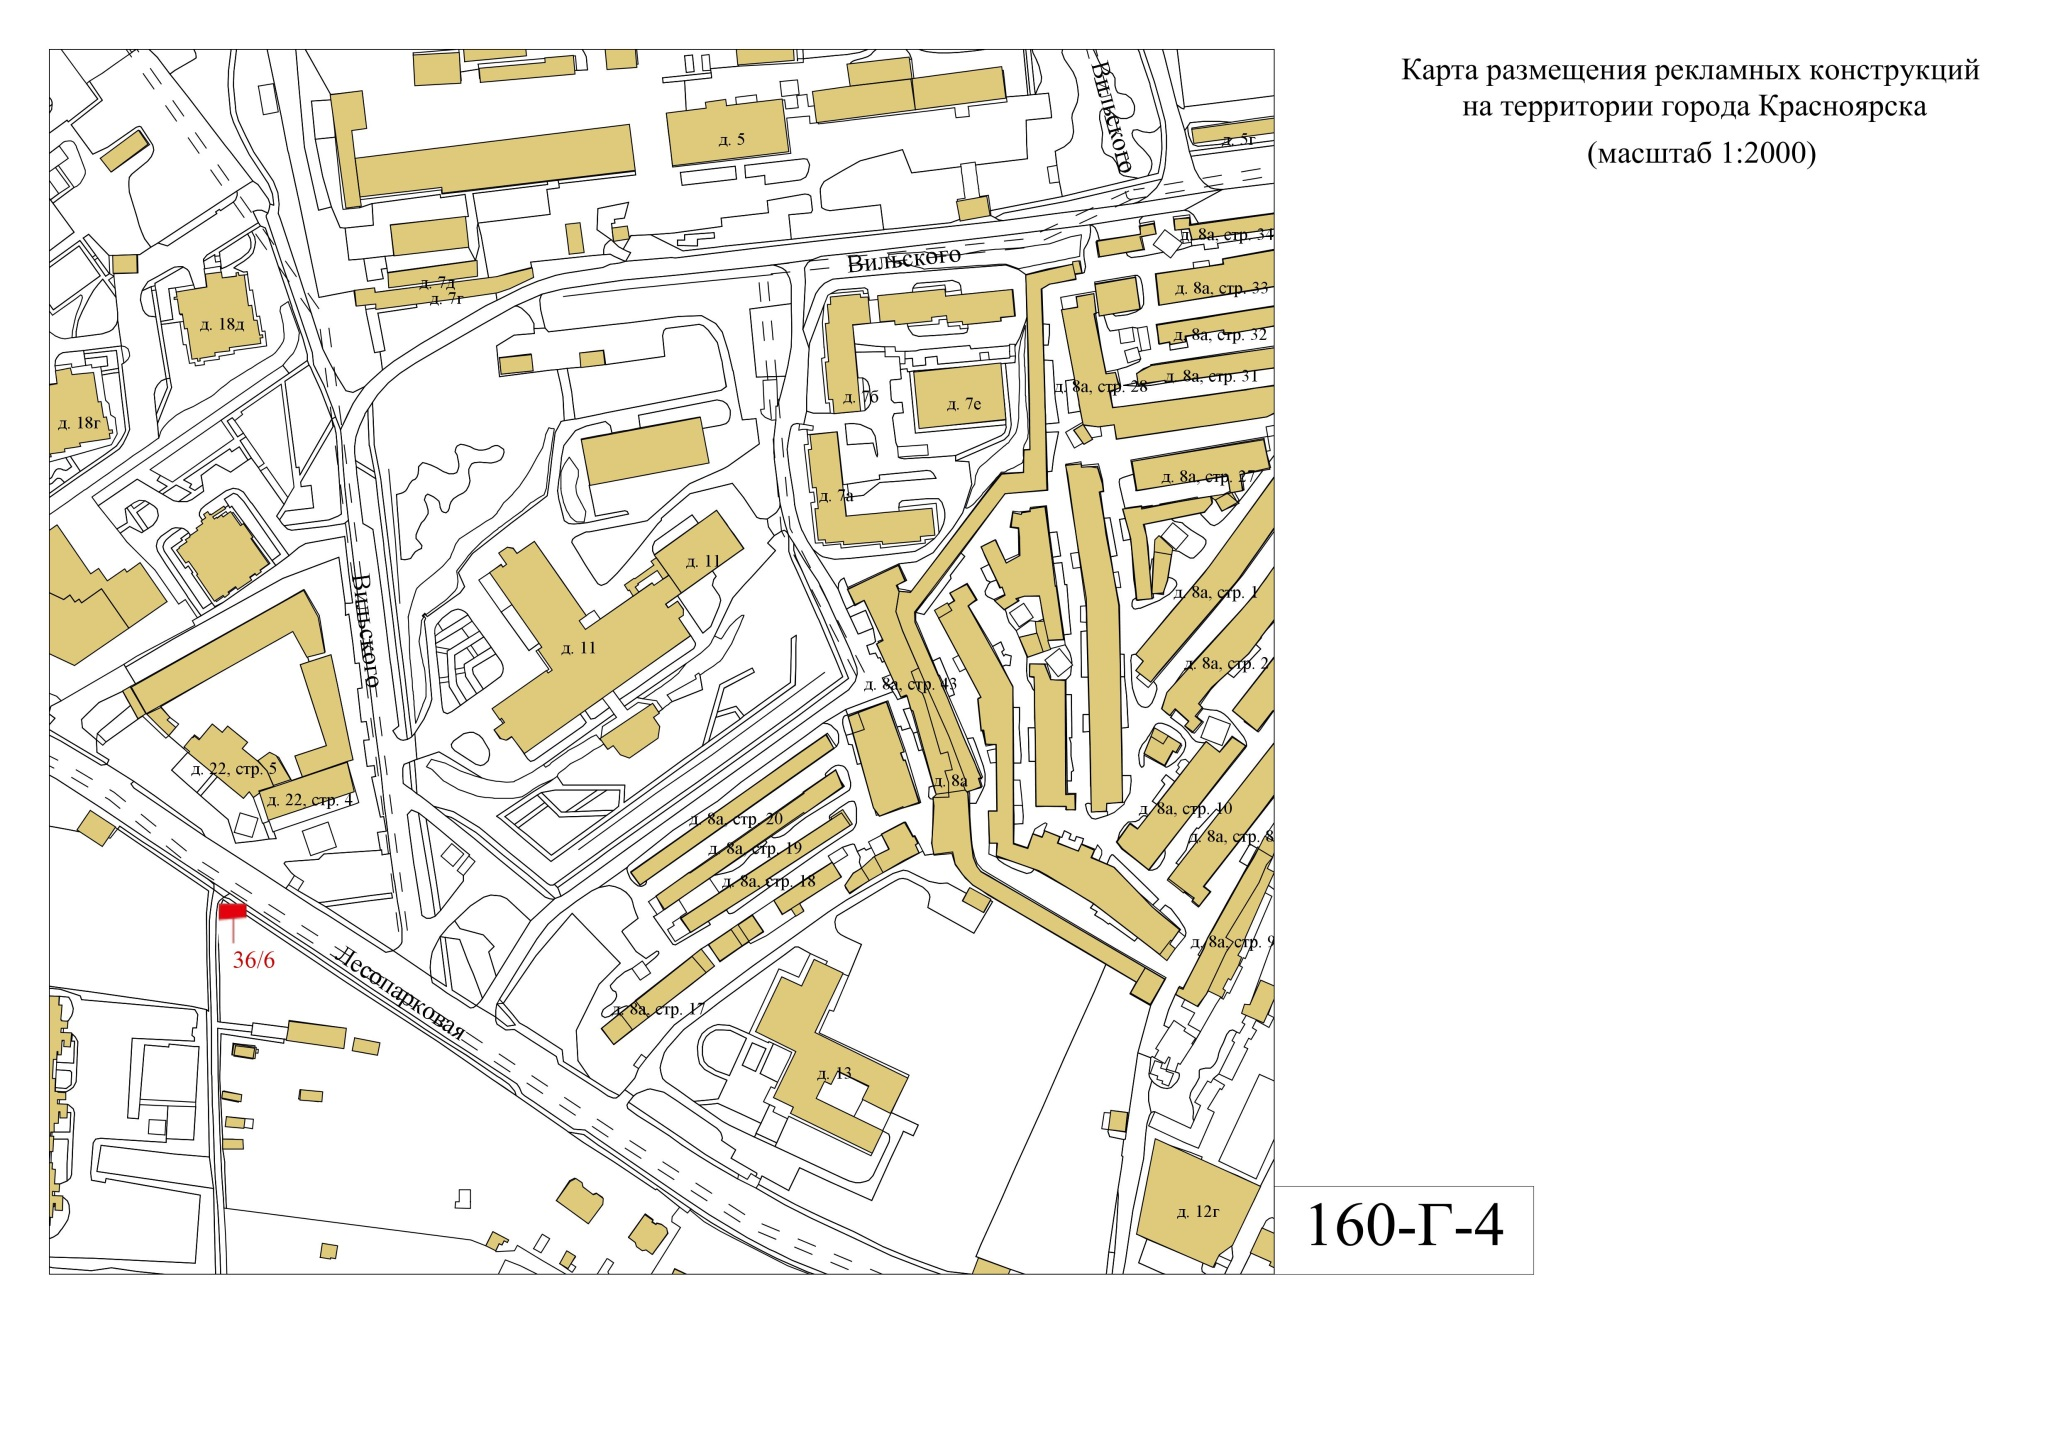 Карта размещения рекламных конструкций
на территории города Красноярска
(масштаб 1:2000)
Вильского
д. 5
д. 5г
д. 8а, стр. 34
Вильского
д. 7д
д. 7г
д. 8а, стр. 33
д. 18д
д. 8а, стр. 32
д. 8а, стр. 31
д. 8а, стр. 28
д. 7б
д. 7е
д. 18г
д. 8а, стр. 27
д. 7а
д. 11
д. 8а, стр. 1
Вильского
д. 11
д. 8а, стр. 2
д. 8а, стр. 43
д. 22, стр. 5
д. 8а
д. 22, стр. 4
д. 8а, стр. 10
д. 8а, стр. 20
д. 8а, стр. 8
д. 8а, стр. 19
д. 8а, стр. 18
д. 8а, стр. 9
36/6
Лесопарковая
д. 8а, стр. 17
д. 13
д. 12г
160-Г-4